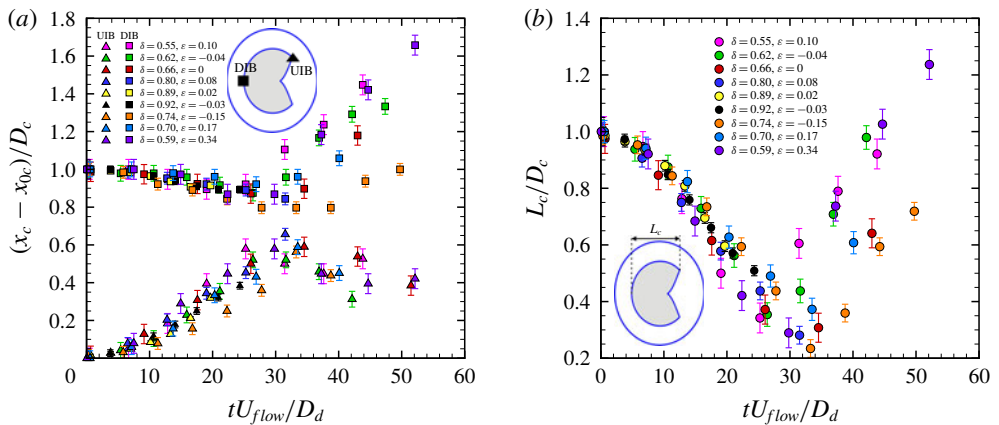 (a)
1.8
1.6
1.4
1.2
1.0
0.8
0.6
0.4
0.2
0 10 20 30 40 50 60
(x_c − x_{0c})/D_c
tU_{flow}/D_d
UIB DIB
δ = 0.55, ε = 0.10
δ = 0.62, ε = −0.04
δ = 0.66, ε = 0
δ = 0.80, ε = 0.08
δ = 0.89, ε = 0.02
δ = 0.92, ε = −0.03
δ = 0.74, ε = −0.15
δ = 0.70, ε = 0.17
δ = 0.59, ε = 0.34
DIB
UIB
(b)
1.4
1.2
1.0
0.8
0.6
0.4
0.2
0 10 20 30 40 50 60
L_c/D_c
tU_{flow}/D_d
δ = 0.55, ε = 0.10
δ = 0.62, ε = −0.04
δ = 0.66, ε = 0
δ = 0.80, ε = 0.08
δ = 0.89, ε = 0.02
δ = 0.92, ε = −0.03
δ = 0.74, ε = −0.15
δ = 0.70, ε = 0.17
δ = 0.59, ε = 0.34
L_c